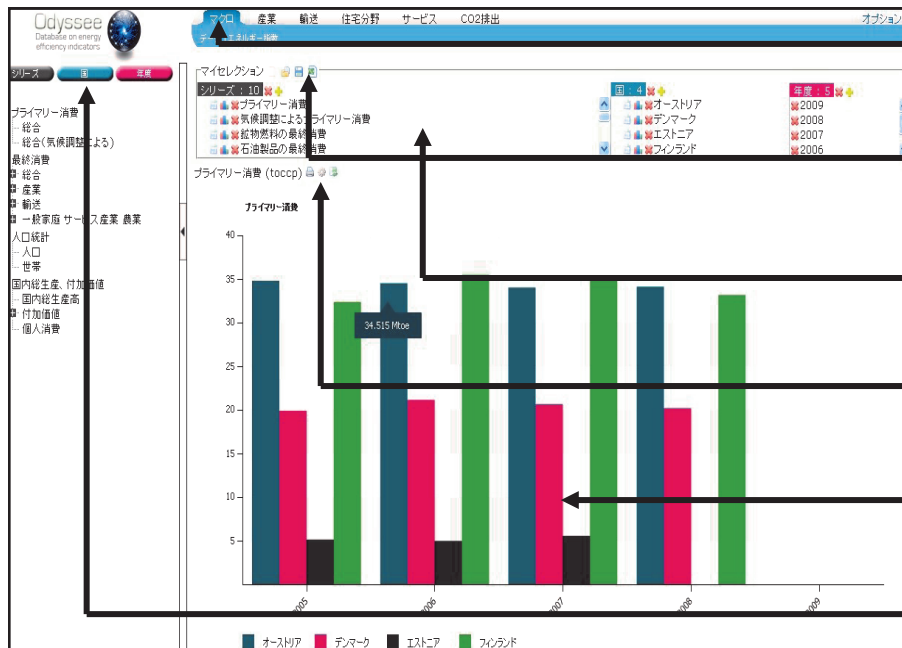 Odyssee
Database on energy
efficiency indicators
マクロ 産業 輸送 住宅分野 サービス CO2排出 オプション
シリーズ 国 年度
プライマリー消費
総合
総合(気候調整による)
最終消費
総合
産業
輸送
一般家庭 サービス産業 農業
人口統計
人口
世帯
国内総生産、付加価値
国内総生産高
付加価値
個人消費
マイセレクション
シリーズ : 10
プライマリー消費
気候調整によるプライマリー消費
鉱物燃料の最終消費
石油製品の最終消費
国 : 4
オーストリア
デンマーク
エストニア
フィンランド
年度 : 5
2009
2008
2007
2006
プライマリー消費 (toccp)
プライマリー消費
40
35
30
25
20
15
10
5
34.515 Mtoe
2005 2006 2007 2008 2009
オーストリア デンマーク エストニア フィンランド